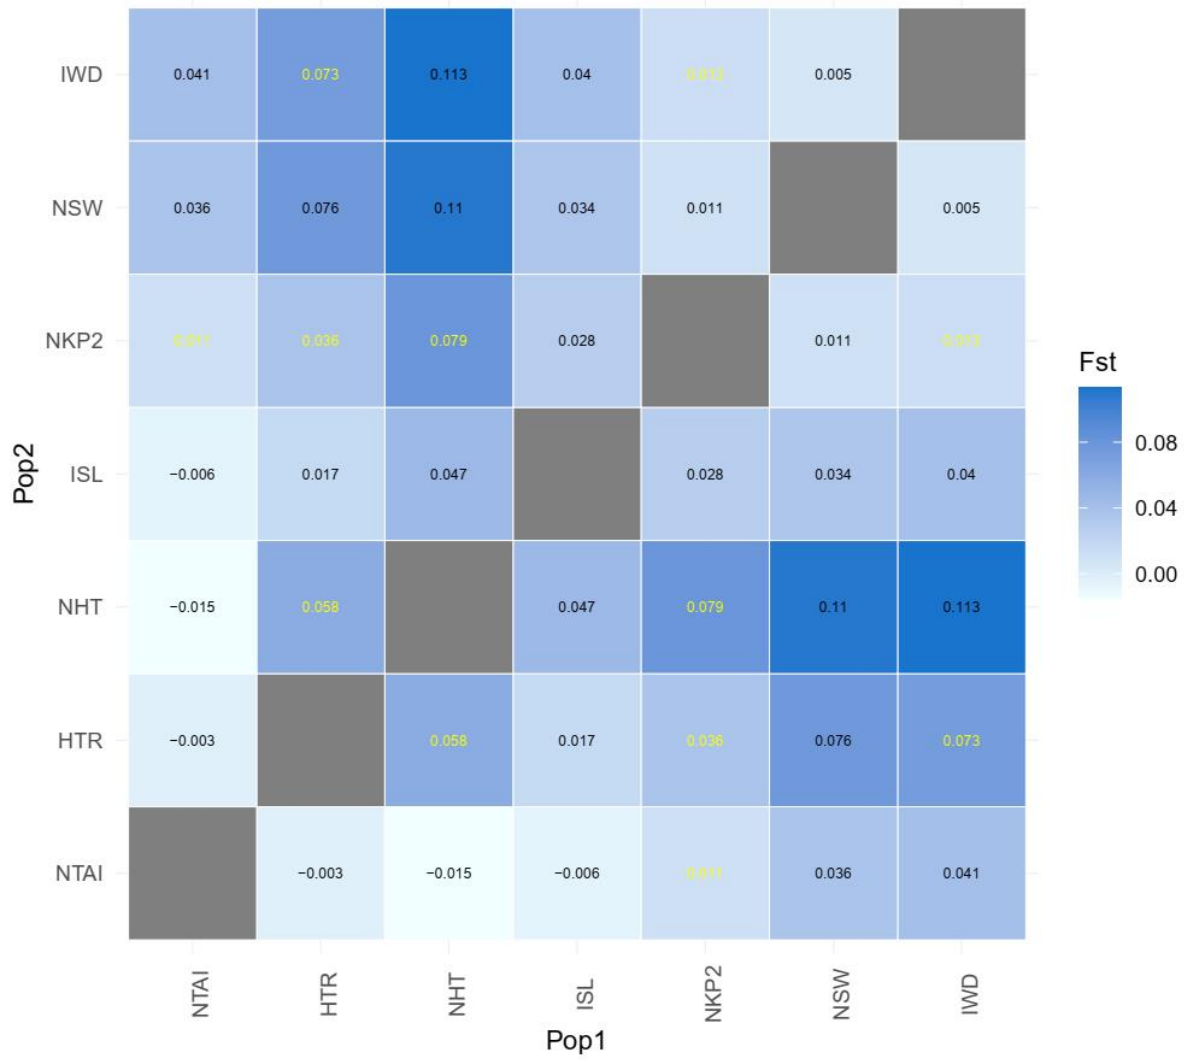 IWD 0.041 0.073 0.113 0.04 0.005
NSW 0.036 0.076 0.11 0.034 0.011 0.005
NKP2 0.036 0.079 0.028 0.011
Fst
0.08
0.04
0.00
Pop2
ISL −0.006 0.017 0.047 0.028 0.034 0.04
NHT −0.015 0.058 0.047 0.079 0.11 0.113
HTR −0.003 0.058 0.017 0.036 0.076 0.073
NTAI −0.003 −0.015 −0.006 0.036 0.041
NTAI HTR NHT ISL NKP2 NSW IWD
Pop1